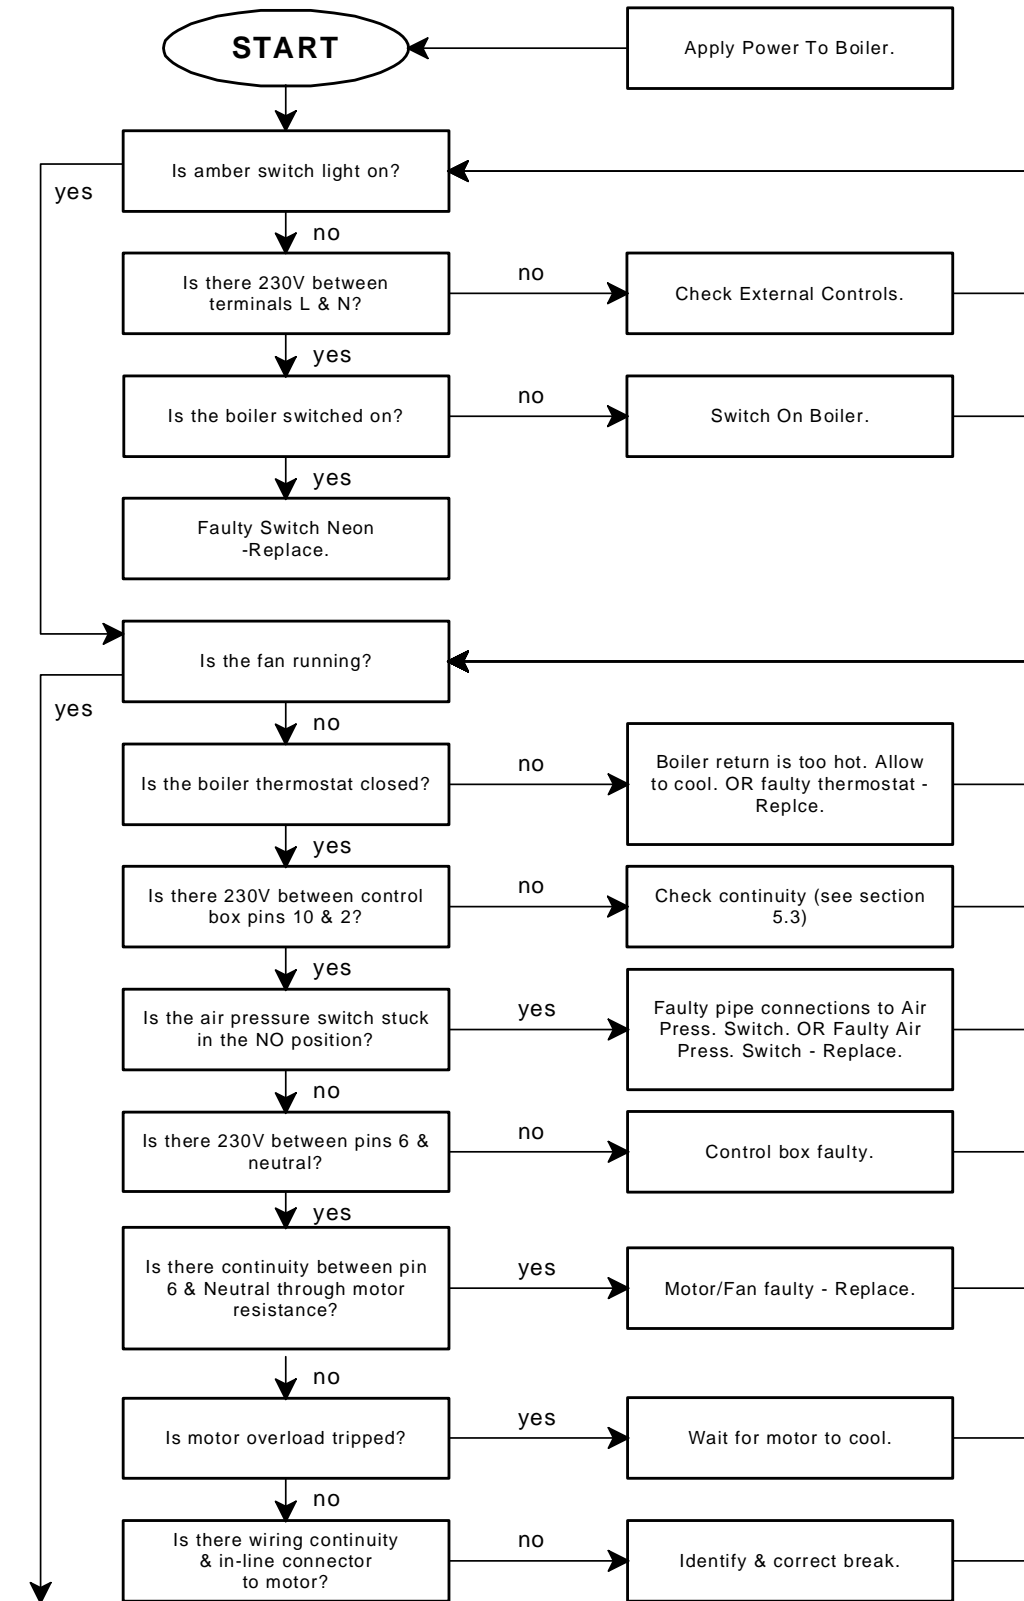 START
Apply Power To Boiler.
Is amber switch light on?
yes
no
Is there 230V between
terminals L & N?
no
Check External Controls.
yes
Is the boiler switched on?
no
Switch On Boiler.
yes
Faulty Switch Neon
-Replace.
Is the fan running?
yes
no
Is the boiler thermostat closed?
no
Boiler return is too hot. Allow
to cool. OR faulty thermostat -
Replce.
yes
Is there 230V between control
box pins 10 & 2?
no
Check continuity (see section
5.3)
yes
Is the air pressure switch stuck
in the NO position?
yes
Faulty pipe connections to Air
Press. Switch. OR Faulty Air
Press. Switch - Replace.
no
Is there 230V between pins 6 &
neutral?
no
Control box faulty.
yes
Is there continuity between pin
6 & Neutral through motor
resistance?
yes
Motor/Fan faulty - Replace.
no
Is motor overload tripped?
yes
Wait for motor to cool.
no
Is there wiring continuity
& in-line connector
to motor?
no
Identify & correct break.